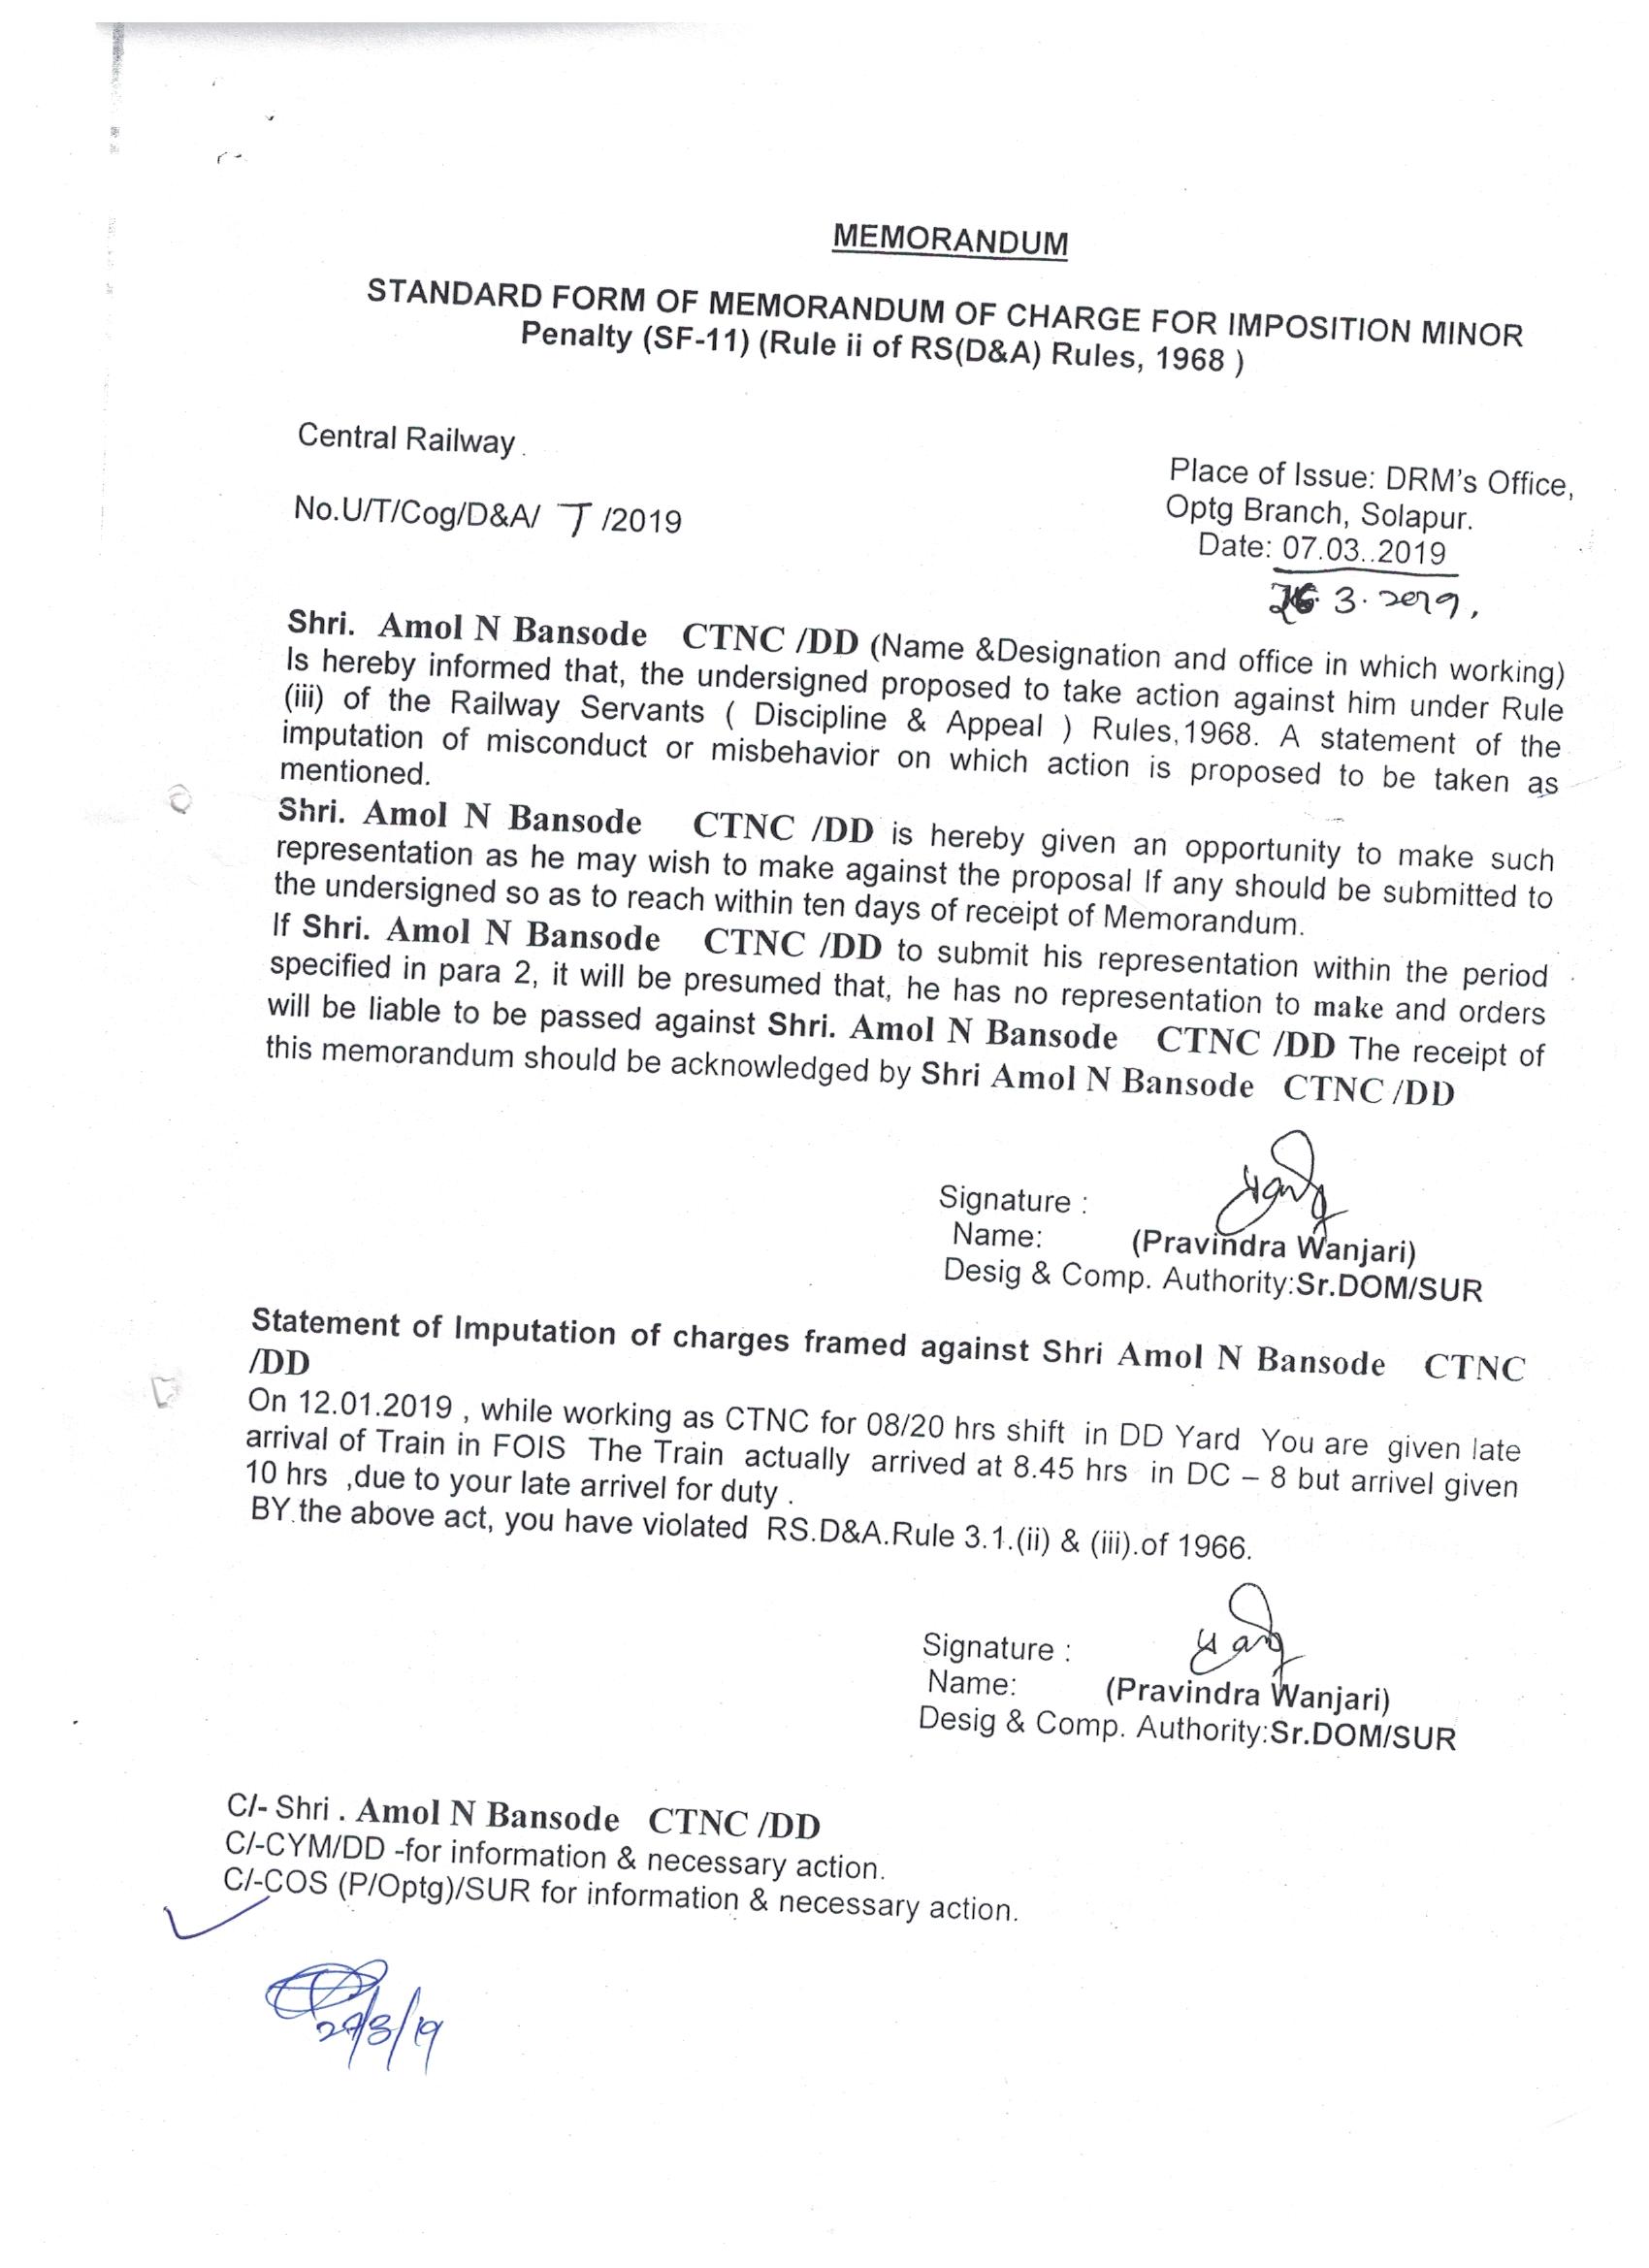 MEMORANDUM
STANDARD FORM OF MEMORANDUM OF CHARGE FOR IMPOSITION MINOR
Penalty (SF-11) (Rule ii of RS(D&A) Rules, 1968 )
Central Railway .
Place of Issue: DRM's Office,
Optg Branch, Solapur.
No.U/T/Cog/D&A/ T /2019
Date: 07.03..2019
26. 3. 2019.
Shri. Amol N Bansode CTNC /DD (Name &Designation and office in which working)
Is hereby informed that, the undersigned proposed to take action against him under Rule
(iii) of the Railway Servants ( Discipline & Appeal ) Rules,1968. A statement of the
imputation of misconduct or misbehavior on which action is proposed to be taken as
mentioned.
Shri. Amol N Bansode CTNC /DD is hereby given an opportunity to make such
representation as he may wish to make against the proposal If any should be submitted to
the undersigned so as to reach within ten days of receipt of Memorandum.
If Shri. Amol N Bansode CTNC /DD to submit his representation within the period
specified in para 2, it will be presumed that, he has no representation to make and orders
will be liable to be passed against Shri. Amol N Bansode CTNC /DD The receipt of
this memorandum should be acknowledged by Shri Amol N Bansode CTNC /DD
Signature :
Name: (Pravindra Wanjari)
Desig & Comp. Authority:Sr.DOM/SUR
Statement of Imputation of charges framed against Shri Amol N Bansode CTNC
/DD
On 12.01.2019 , while working as CTNC for 08/20 hrs shift in DD Yard You are given late
arrival of Train in FOIS The Train actually arrived at 8.45 hrs in DC – 8 but arrivel given
10 hrs ,due to your late arrivel for duty .
BY.the above act, you have violated RS.D&A.Rule 3.1.(ii) & (iii).of 1966.
Signature :
Name: (Pravindra Wanjari)
Desig & Comp. Authority:Sr.DOM/SUR
C/- Shri . Amol N Bansode CTNC /DD
C/-CYM/DD -for information & necessary action.
C/-COS (P/Optg)/SUR for information & necessary action.
27/3/19